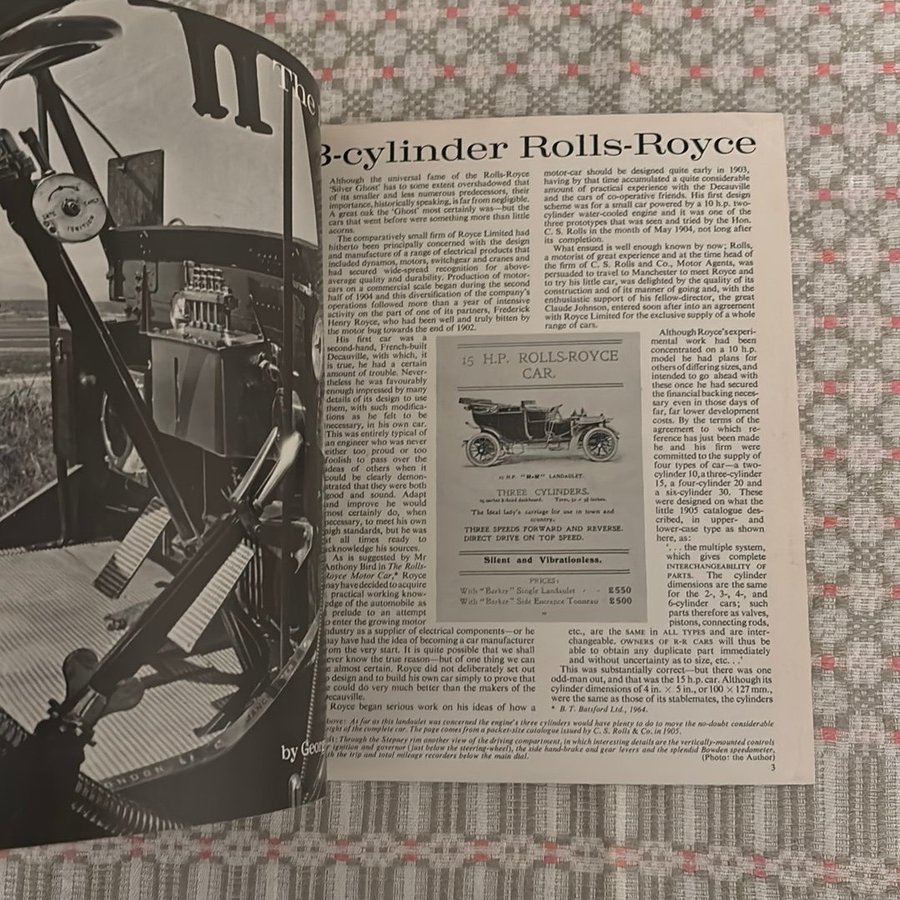 The
3-cylinder Rolls-Royce
Although the universal fame of the Rolls-Royce
'Silver Ghost' has to some extent overshadowed that
of its smaller and less numerous predecessors, their
importance, historically speaking, is far from negligible.
A great oak the 'Ghost' most certainly was—but the
cars that went before were something more than little
acorns.
The comparatively small firm of Royce Limited had
hitherto been principally concerned with the design
and manufacture of a range of electrical products that
included dynamos, motors, switchgear and cranes and
had secured wide-spread recognition for above-
average quality and durability. Production of motor-
cars on a commercial scale began during the second
half of 1904 and this diversification of the company's
operations followed more than a year of intensive
activity on the part of one of its partners, Frederick
Henry Royce, who had been well and truly bitten by
the motor bug towards the end of 1902.
His first car was a
second-hand, French-built
Decauville, with which, it
is true, he had a certain
amount of trouble. Never-
theless he was favourably
enough impressed by many
details of its design to use
them, with such modifica-
tions as he felt to be
necessary, in his own car.
This was entirely typical of
an engineer who was never
either too proud or too
foolish to pass over the
ideas of others when it
could be clearly demon-
strated that they were both
good and sound. Adapt
and improve he would
most certainly do, when
necessary, to meet his own
high standards, but he was
at all times ready to
acknowledge his sources.
As is suggested by Mr
Anthony Bird in The Rolls-
Royce Motor Car,* Royce
may have decided to acquire
practical working know-
ledge of the automobile as
prelude to an attempt
to enter the growing motor
industry as a supplier of electrical components—or he
may have had the idea of becoming a car manufacturer
from the very start. It is quite possible that we shall
never know the true reason—but of one thing we can
almost certain. Royce did not deliberately set out
design and to build his own car simply to prove that
he could do very much better than the makers of the
Decauville.
Royce began serious work on his ideas of how a
motor-car should be designed quite early in 1903,
having by that time accumulated a quite considerable
amount of practical experience with the Decauville
and the cars of co-operative friends. His first design
scheme was for a small car powered by a 10 h.p. two-
cylinder water-cooled engine and it was one of the
three prototypes that was seen and tried by the Hon.
C. S. Rolls in the month of May 1904, not long after
its completion.
What ensued is well enough known by now; Rolls,
a motorist of great experience and at the time head of
the firm of C. S. Rolls and Co., Motor Agents, was
persuaded to travel to Manchester to meet Royce and
to try his little car, was delighted by the quality of its
construction and of its manner of going and, with the
enthusiastic support of his fellow-director, the great
Claude Johnson, entered soon after into an agreement
with Royce Limited for the exclusive supply of a whole
range of cars.
Although Royce's experi-
mental work had been
concentrated on a 10 h.p.
model he had plans for
others of differing sizes, and
intended to go ahead with
these once he had secured
the financial backing neces-
sary even in those days of
far, far lower development
costs. By the terms of the
agreement to which re-
ference has just been made
he and his firm were
committed to the supply of
four types of car—a two-
cylinder 10, a three-cylinder
15, a four-cylinder 20 and
a six-cylinder 30. These
were designed on what the
little 1905 catalogue des-
cribed, in upper- and
lower-case type as shown
here, as:
'. . . the multiple system,
which gives complete
INTERCHANGEABILITY OF
PARTS. The cylinder
dimensions are the same
for the 2-, 3-, 4-, and
6-cylinder cars; such
parts therefore as valves,
pistons, connecting rods,
etc., are the SAME in ALL TYPES and are inter-
changeable. OWNERS OF R-R CARS will thus be
able to obtain any duplicate part immediately
and without uncertainty as to size, etc. . .'
This was substantially correct—but there was one
odd-man out, and that was the 15 h.p. car. Although its
cylinder dimensions of 4 in. × 5 in., or 100 × 127 mm.,
were the same as those of its stablemates, the cylinders
* B. T. Batsford Ltd., 1964.
15 H.P. ROLLS-ROYCE
CAR.
LANDAULET.
THREE CYLINDERS.
The ideal lady's carriage for use in town and
country.
THREE SPEEDS FORWARD AND REVERSE.
DIRECT DRIVE ON TOP SPEED.
Silent and Vibrationless.
PRICES:
With "Barker" Single Landaulet £550
With "Barker" Side Entrance Tonneau £500
As far as this landaulet was concerned the engine's three cylinders would have plenty to do to move the no-doubt considerable
weight of the complete car. The page comes from a pocket-size catalogue issued by C. S. Rolls & Co. in 1905.
Through the Stepney rim another view of the driving compartment, in which interesting details are the vertically-mounted controls
ignition and governor (just below the steering-wheel), the side hand-brake and gear levers and the splendid Bowden speedometer,
with the trip and total mileage recorders below the main dial.
(Photo: the Author)
3
by Geor
IGNITION
LONDON